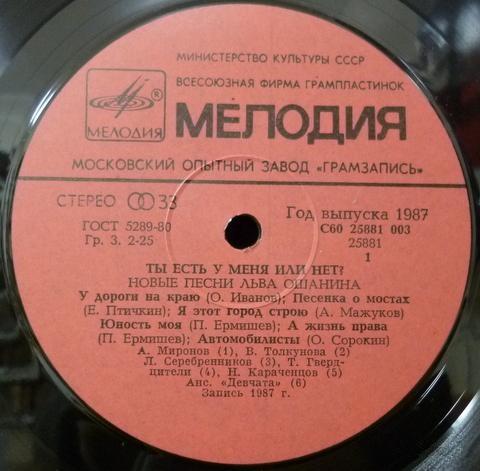 МИНИСТЕРСТВО КУЛЬТУРЫ СССР
ВСЕСОЮЗНАЯ ФИРМА ГРАМПЛАСТИНОК
®
МЕЛОДИЯ
МЕЛОДИЯ
МОСКОВСКИЙ ОПЫТНЫЙ ЗАВОД «ГРАМЗАПИСЬ»
СТЕРЕО 33
Год выпуска 1987
ГОСТ 5289-80
С60 25881 003
Гр. 3. 2-25
25881
1
ТЫ ЕСТЬ У МЕНЯ ИЛИ НЕТ?
НОВЫЕ ПЕСНИ ЛЬВА ОШАНИНА
У дороги на краю (О. Иванов); Песенка о мостах
(Е. Птичкин); Я этот город строю (А. Мажуков)
Юность моя (П. Ермишев); А жизнь права
(П. Ермишев); Автомобилисты (О. Сорокин)
А. Миронов (1), В. Толкунова (2)
Л. Серебренников (3), Т. Гверд-
цители (4), Н. Караченцов (5)
Анс. «Девчата» (6)
Запись 1987 г.